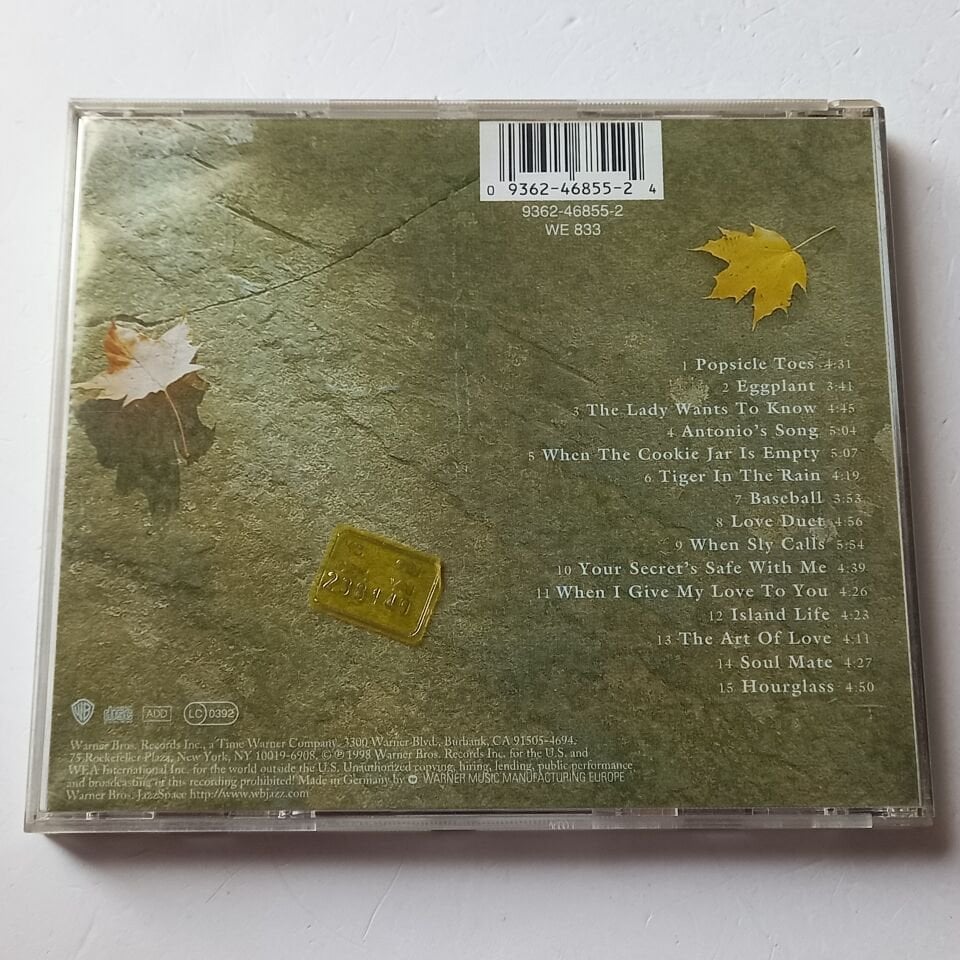 0 9362-46855-2 4
9362-46855-2
WE 833
1 Popsicle Toes 4:31
2 Eggplant 3:41
3 The Lady Wants To Know 4:45
4 Antonio's Song 5:04
5 When The Cookie Jar Is Empty 5:07
6 Tiger In The Rain 4:19
7 Baseball 3:53
8 Love Duet 4:56
9 When Sly Calls 5:54
10 Your Secret's Safe With Me 4:39
11 When I Give My Love To You 4:26
12 Island Life 4:23
13 The Art Of Love 4:11
14 Soul Mate 4:27
15 Hourglass 4:50
WB disc ADD LC 0392
Warner Bros. Records Inc., a Time Warner Company. 3300 Warner Blvd., Burbank, CA 91505-4694.
75 Rockefeller Plaza, New York, NY 10019-6908. © ℗ 1998 Warner Bros. Records Inc. for the U.S. and
WEA International Inc. for the world outside the U.S. Unauthorized copying, hiring, lending, public performance
and broadcasting of this recording prohibited! Made in Germany by WARNER MUSIC MANUFACTURING EUROPE
Warner Bros. JazzSpace http://www.wbjazz.com